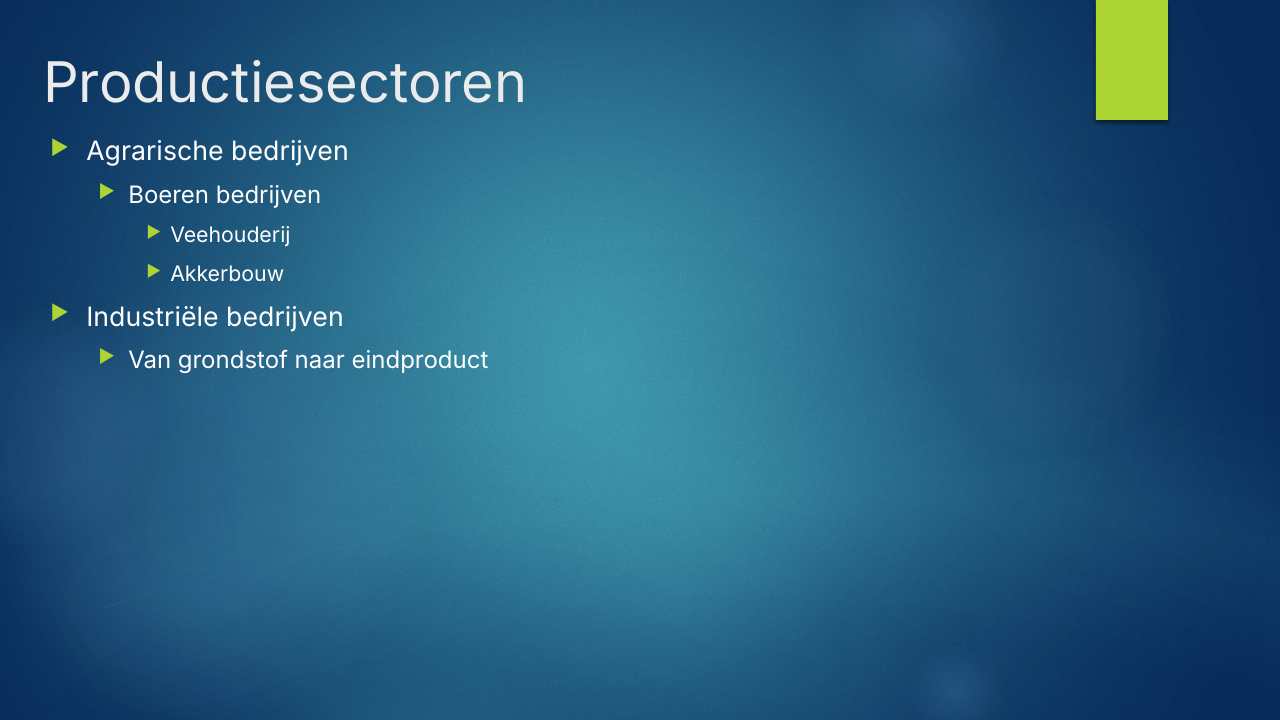 Productiesectoren
Agrarische bedrijven
Boeren bedrijven
Veehouderij
Akkerbouw
Industriële bedrijven
Van grondstof naar eindproduct